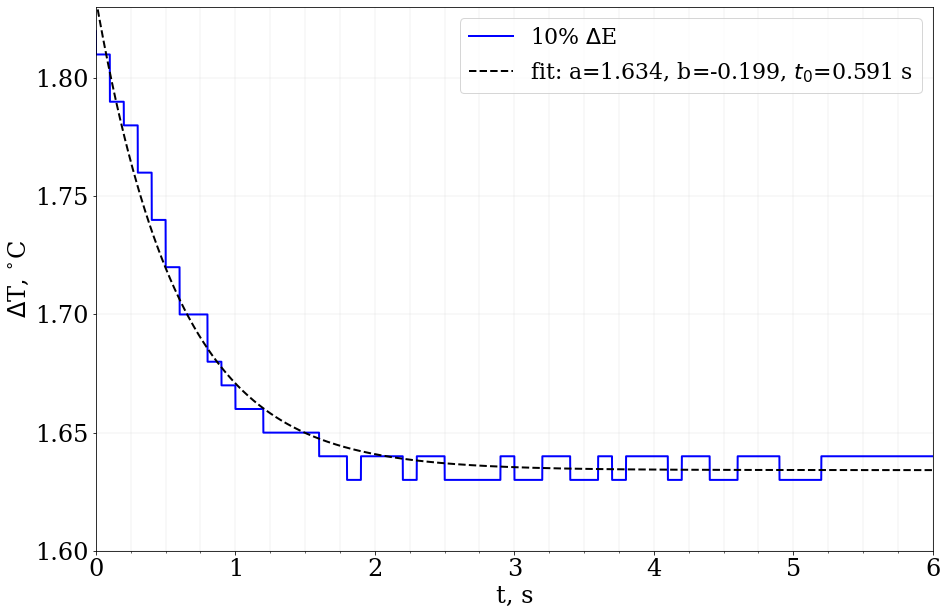 10% ΔE
fit: a=1.634, b=-0.199, t₀=0.591 s
1.80
1.75
1.70
1.65
1.60
ΔT, °C
0 1 2 3 4 5 6
t, s